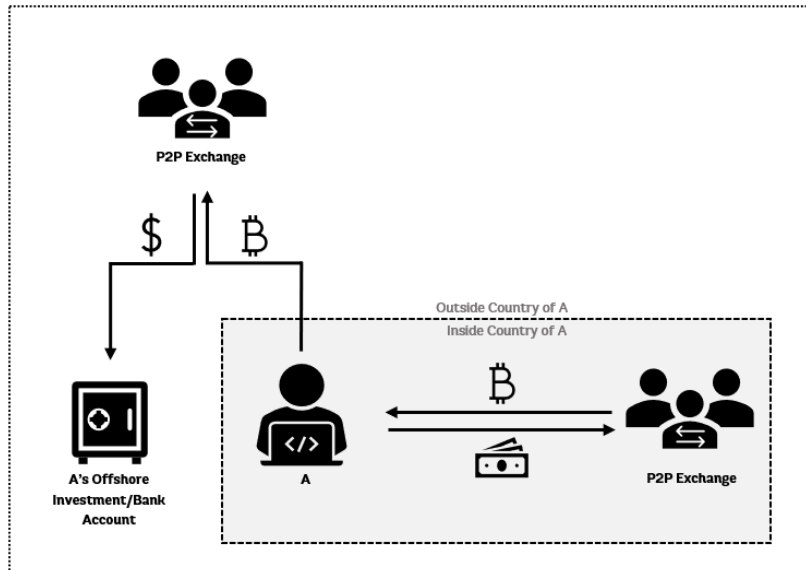 P2P Exchange
$
Outside Country of A
Inside Country of A
</>
A
P2P Exchange
A's Offshore
Investment/Bank
Account